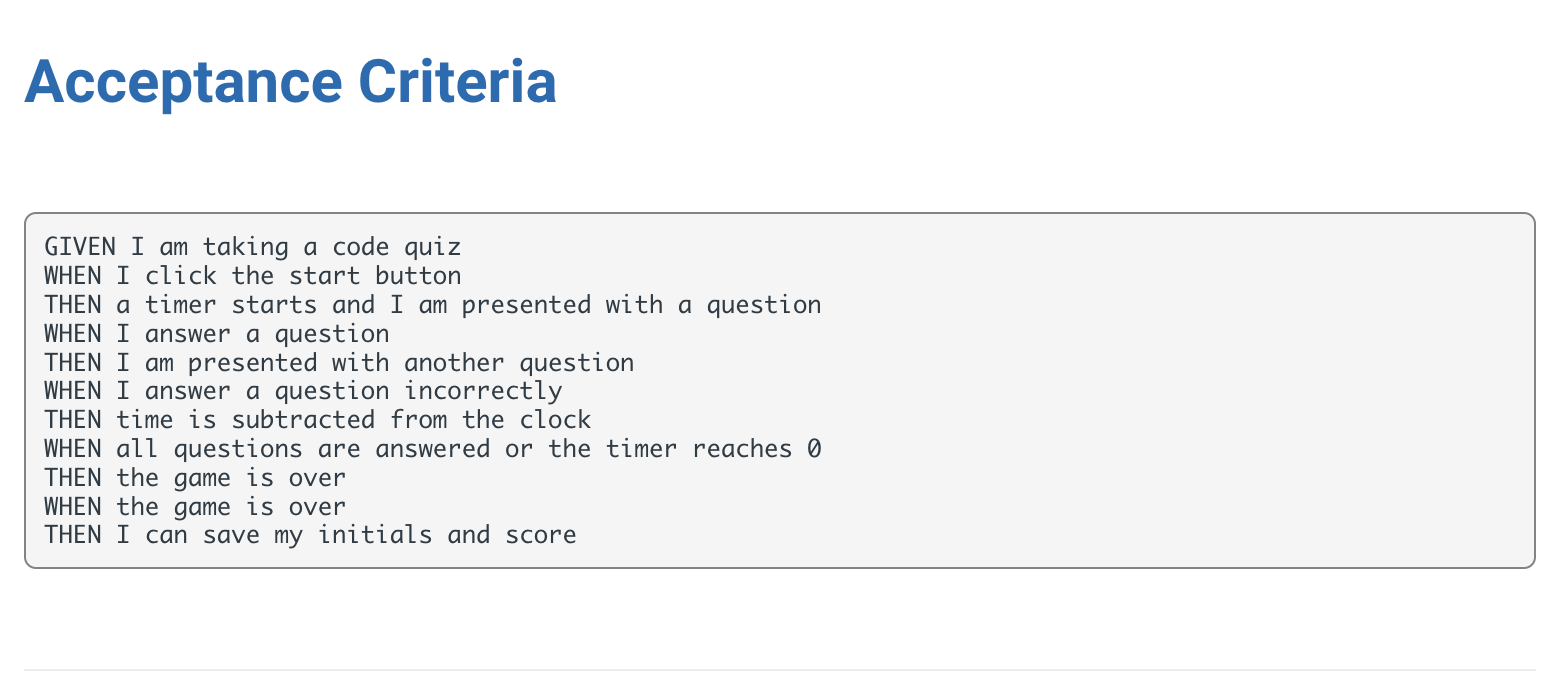 Acceptance Criteria
GIVEN I am taking a code quiz
WHEN I click the start button
THEN a timer starts and I am presented with a question
WHEN I answer a question
THEN I am presented with another question
WHEN I answer a question incorrectly
THEN time is subtracted from the clock
WHEN all questions are answered or the timer reaches 0
THEN the game is over
WHEN the game is over
THEN I can save my initials and score